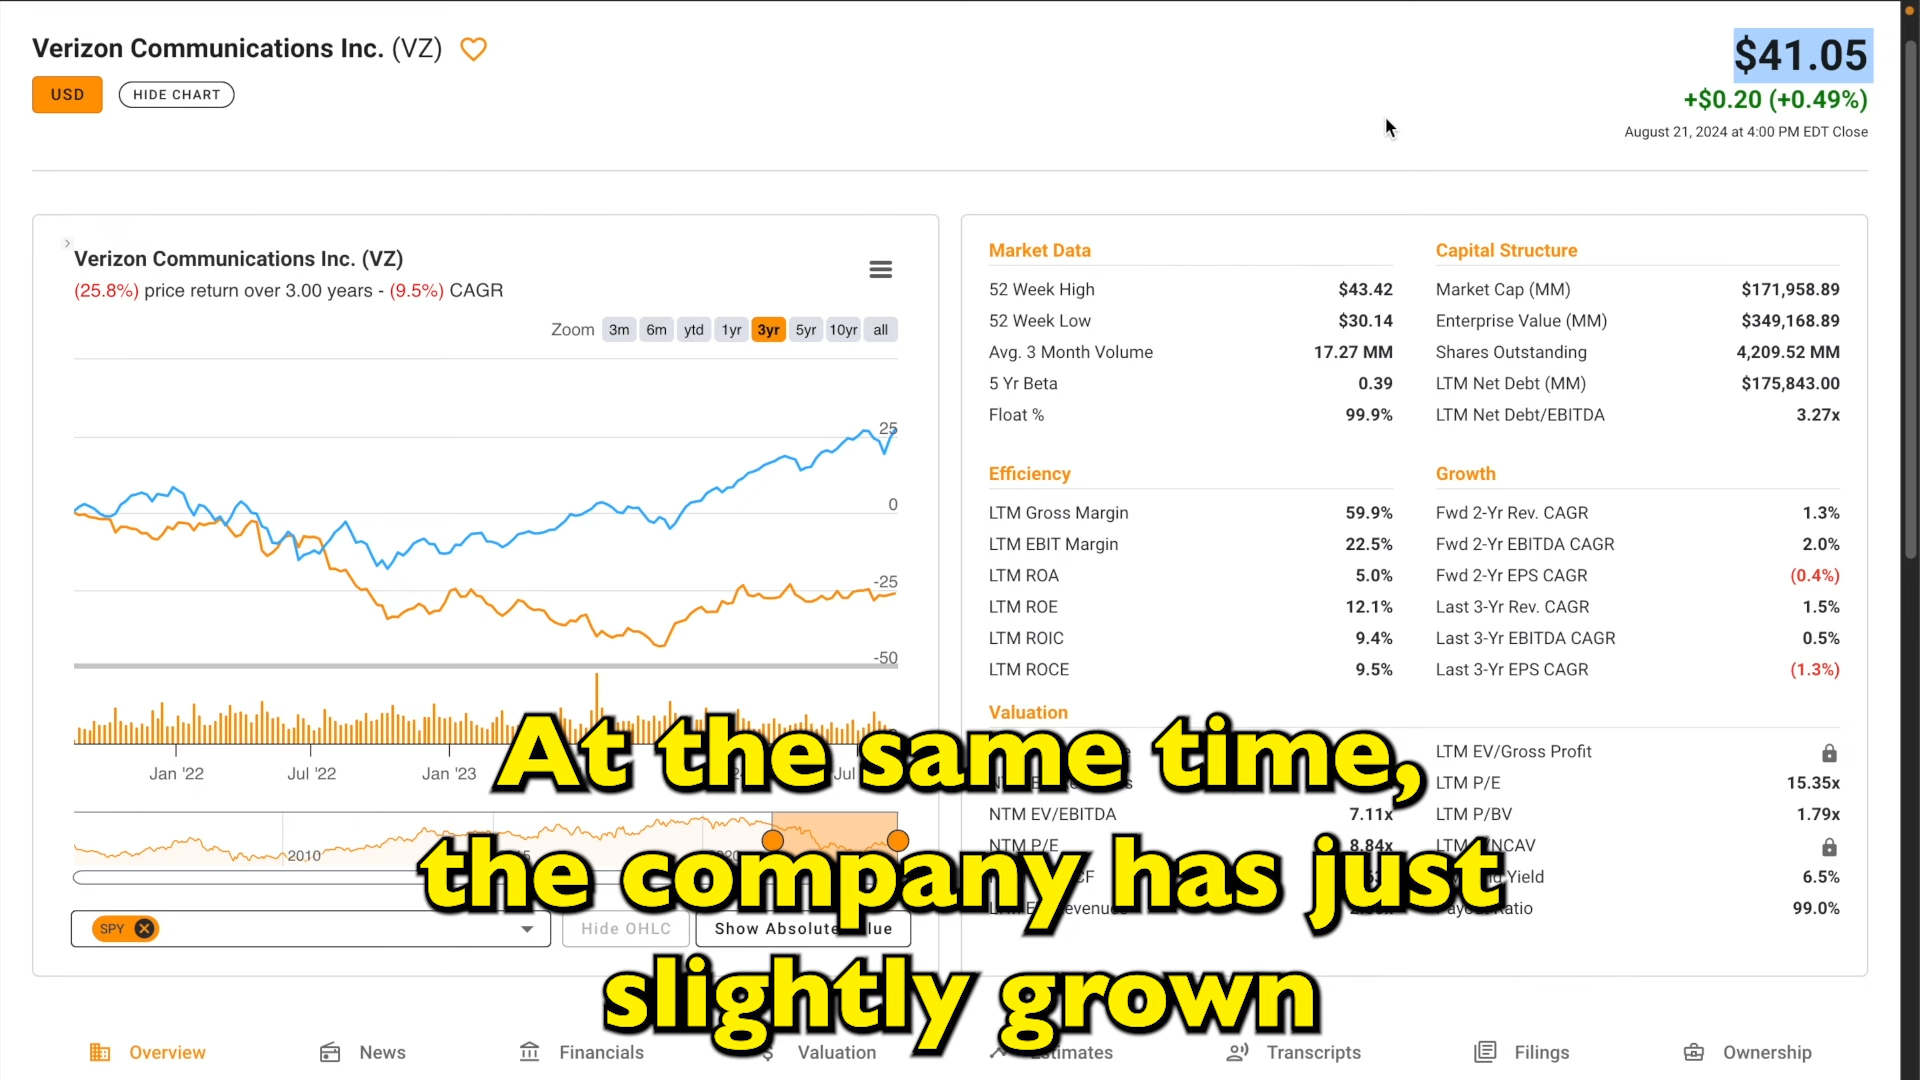 Verizon Communications Inc. (VZ)
$41.05
USD
HIDE CHART
+$0.20 (+0.49%)
August 21, 2024 at 4:00 PM EDT Close
Verizon Communications Inc. (VZ)
(25.8%) price return over 3.00 years - (9.5%) CAGR
Zoom 3m 6m ytd 1yr 3yr 5yr 10yr all
25
0
-25
-50
Jan '22 Jul '22 Jan '23 Jul
2010
SPY
Hide OHLC
Show Absolute
Market Data
52 Week High $43.42
52 Week Low $30.14
Avg. 3 Month Volume 17.27 MM
5 Yr Beta 0.39
Float % 99.9%
Capital Structure
Market Cap (MM) $171,958.89
Enterprise Value (MM) $349,168.89
Shares Outstanding 4,209.52 MM
LTM Net Debt (MM) $175,843.00
LTM Net Debt/EBITDA 3.27x
Efficiency
LTM Gross Margin 59.9%
LTM EBIT Margin 22.5%
LTM ROA 5.0%
LTM ROE 12.1%
LTM ROIC 9.4%
LTM ROCE 9.5%
Growth
Fwd 2-Yr Rev. CAGR 1.3%
Fwd 2-Yr EBITDA CAGR 2.0%
Fwd 2-Yr EPS CAGR (0.4%)
Last 3-Yr Rev. CAGR 1.5%
Last 3-Yr EBITDA CAGR 0.5%
Last 3-Yr EPS CAGR (1.3%)
Valuation
NTM EV/EBITDA 7.11x
NTM P/E 8.84x
LTM EV/Gross Profit
LTM P/E 15.35x
LTM P/BV 1.79x
LTM
Yield 6.5%
Ratio 99.0%
At the same time,
the company has just
slightly grown
Overview
News
Financials
Valuation
Estimates
Transcripts
Filings
Ownership